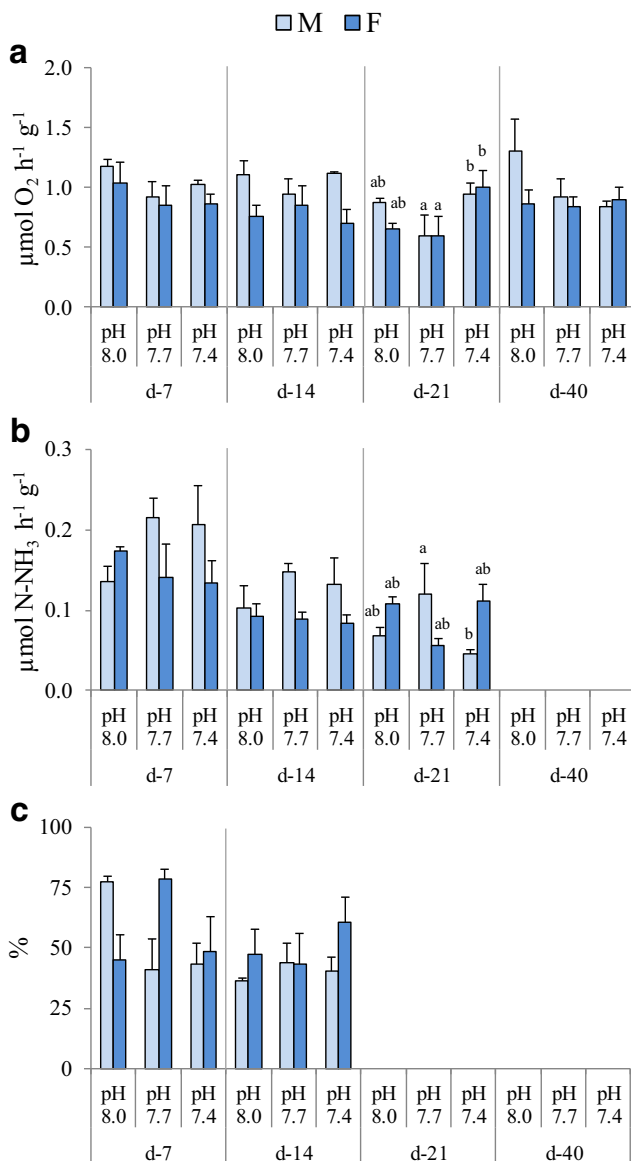 M F
a
μmol O₂ h⁻¹ g⁻¹
2.0
1.5
1.0
0.5
0.0
ab ab a a b b
pH pH pH pH pH pH pH pH pH pH pH pH
8.0 7.7 7.4 8.0 7.7 7.4 8.0 7.7 7.4 8.0 7.7 7.4
d-7 d-14 d-21 d-40
b
μmol N-NH₃ h⁻¹ g⁻¹
0.3
0.2
0.1
0.0
ab ab a ab b ab
pH pH pH pH pH pH pH pH pH pH pH pH
8.0 7.7 7.4 8.0 7.7 7.4 8.0 7.7 7.4 8.0 7.7 7.4
d-7 d-14 d-21 d-40
c
%
100
75
50
25
0
pH pH pH pH pH pH pH pH pH pH pH pH
8.0 7.7 7.4 8.0 7.7 7.4 8.0 7.7 7.4 8.0 7.7 7.4
d-7 d-14 d-21 d-40